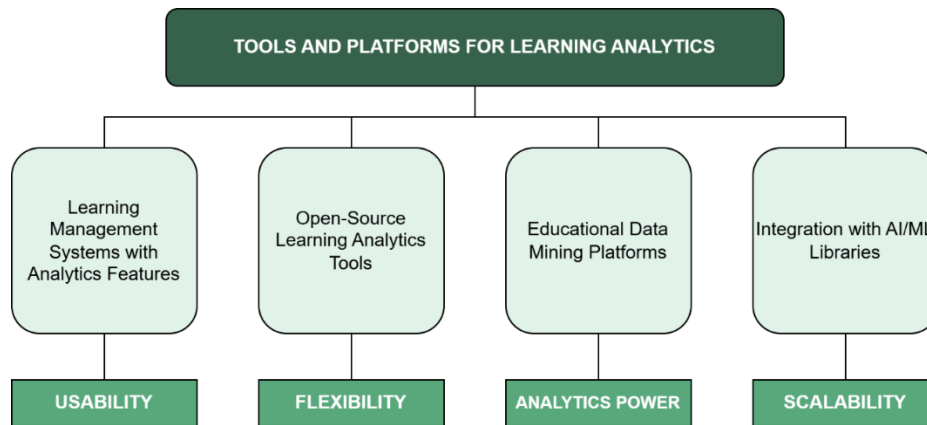 TOOLS AND PLATFORMS FOR LEARNING ANALYTICS
Learning
Management
Systems with
Analytics Features
Open-Source
Learning Analytics
Tools
Educational Data
Mining Platforms
Integration with AI/ML
Libraries
USABILITY
FLEXIBILITY
ANALYTICS POWER
SCALABILITY